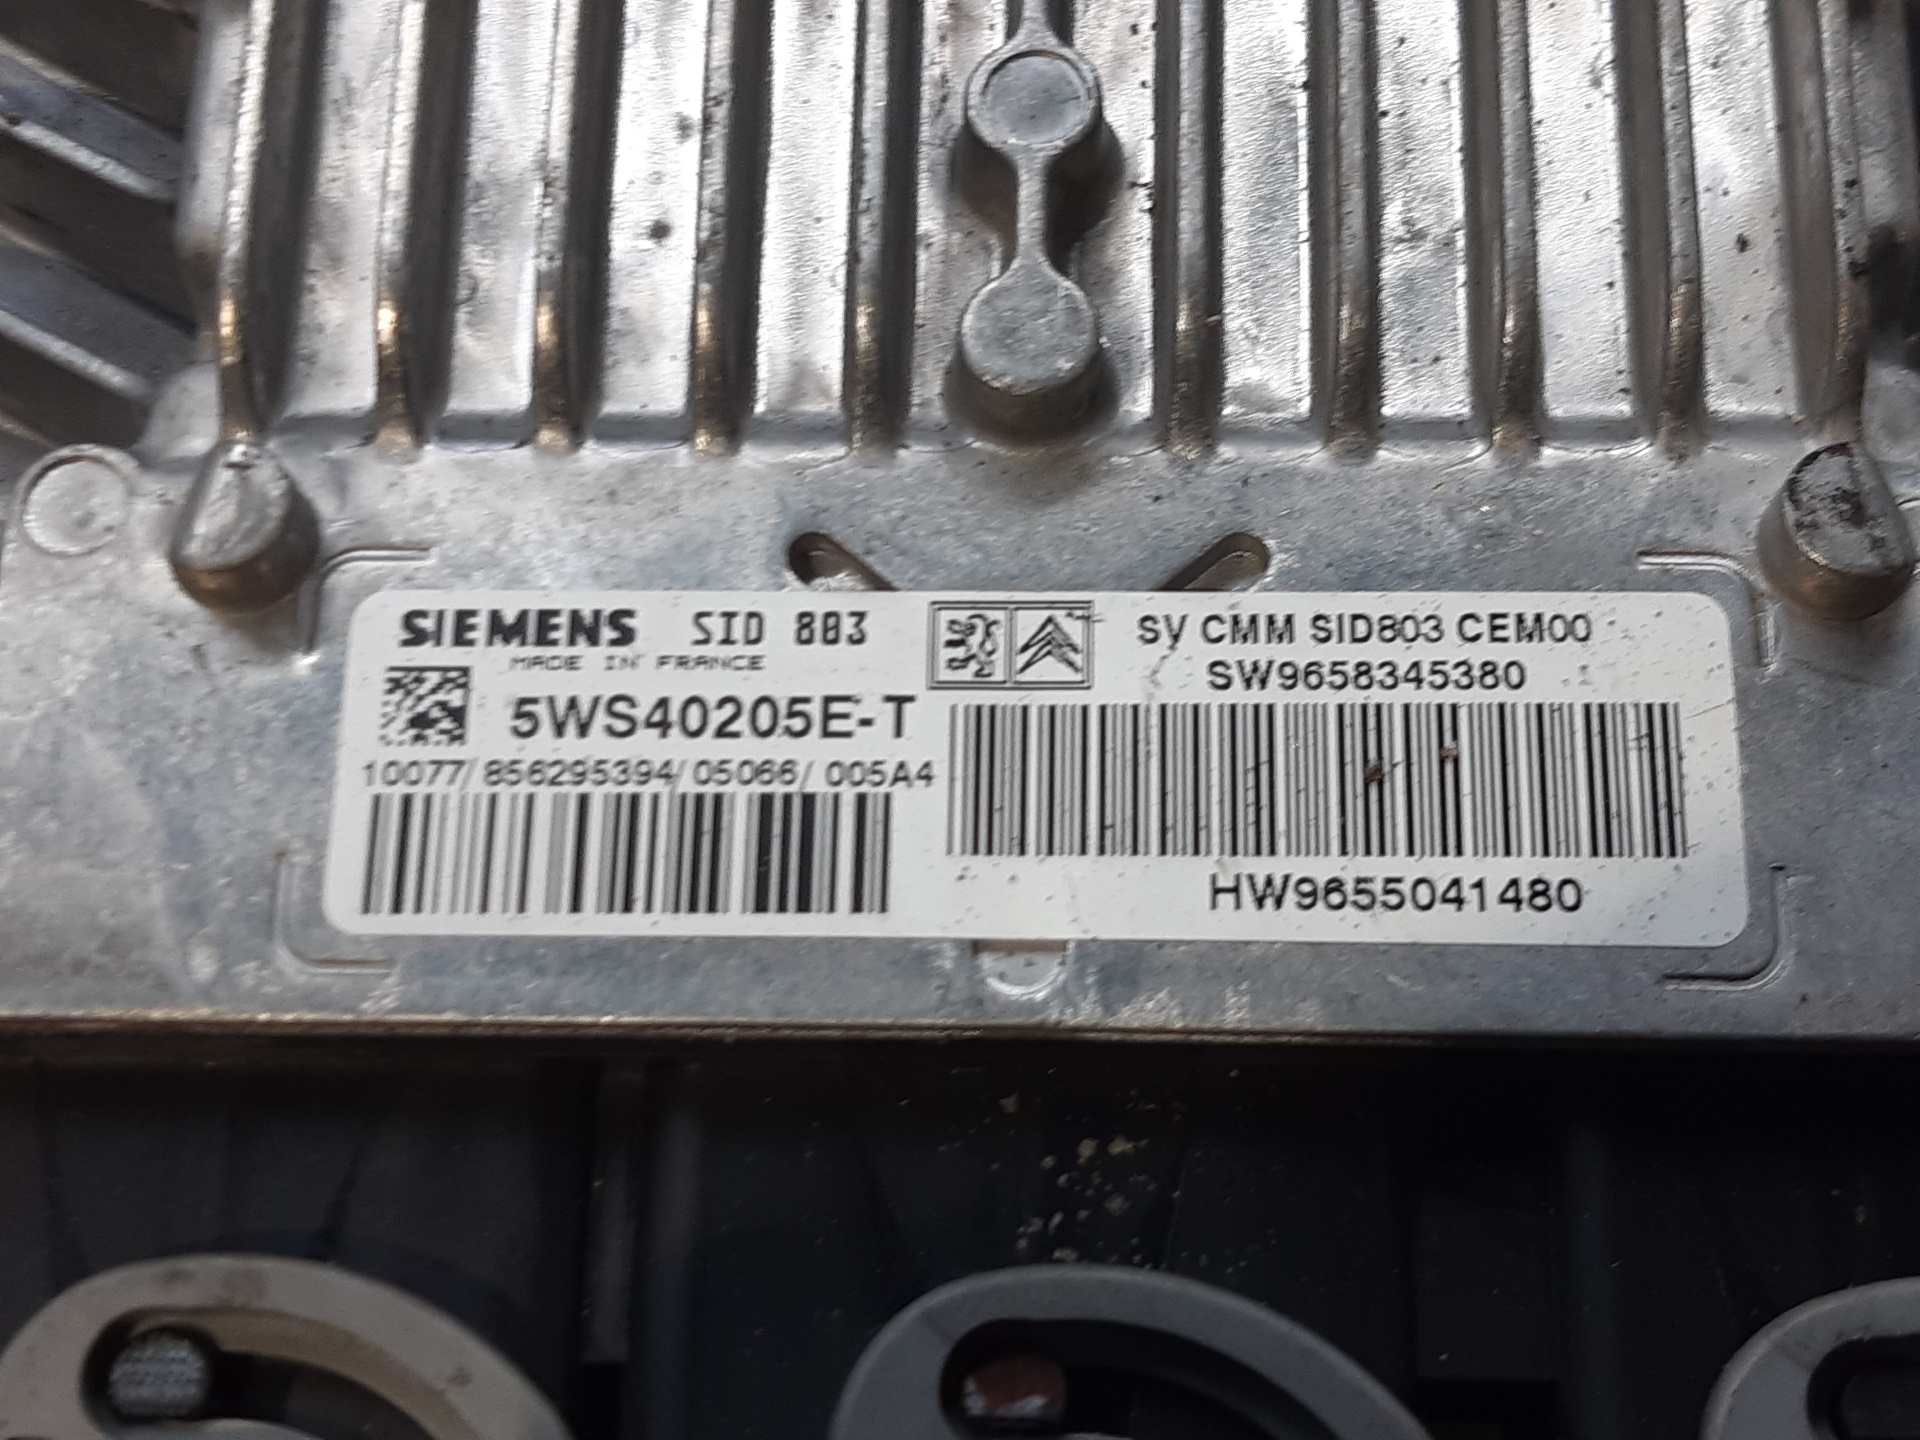 SIEMENS SID 803
MADE IN FRANCE
5WS40205E-T
10077/856295394/05066/005A4
SV CMM SID803 CEM00
SW9658345380
HW9655041480